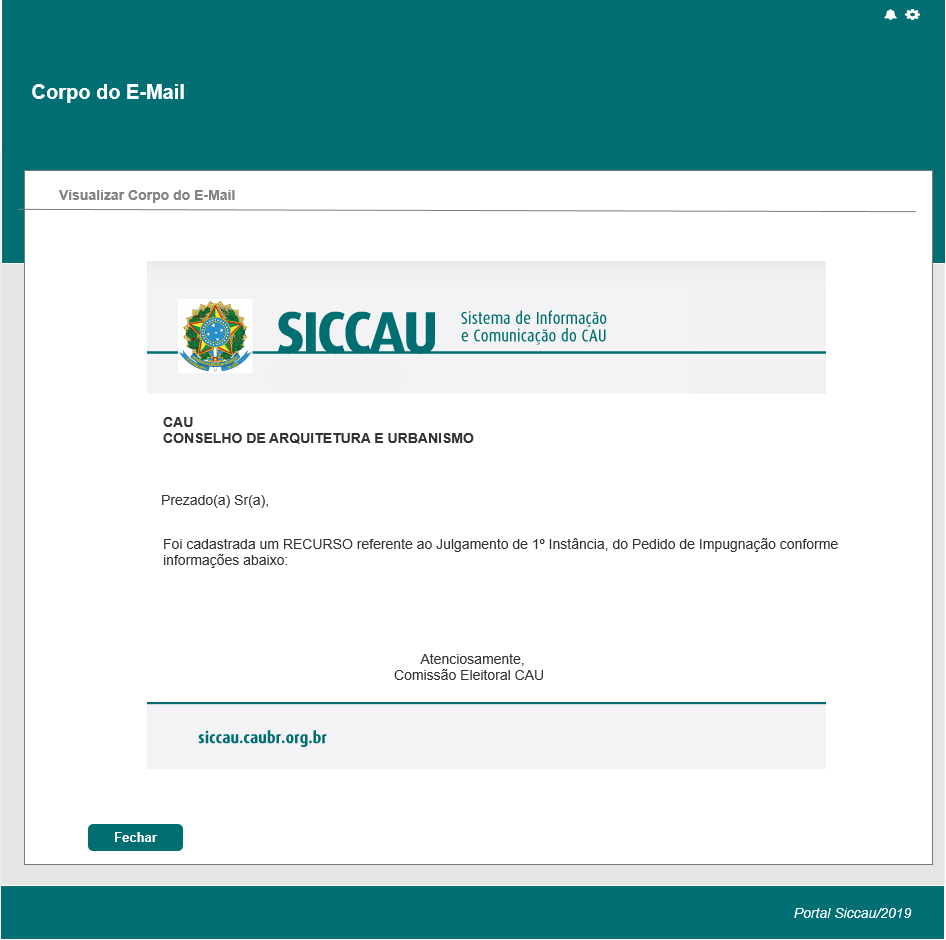 Corpo do E-Mail
Visualizar Corpo do E-Mail
SICCAU
Sistema de Informação
e Comunicação do CAU
CAU
CONSELHO DE ARQUITETURA E URBANISMO
Prezado(a) Sr(a),
Foi cadastrada um RECURSO referente ao Julgamento de 1º Instância, do Pedido de Impugnação conforme
informações abaixo:
Atenciosamente,
Comissão Eleitoral CAU
siccau.caubr.org.br
Fechar
Portal Siccau/2019